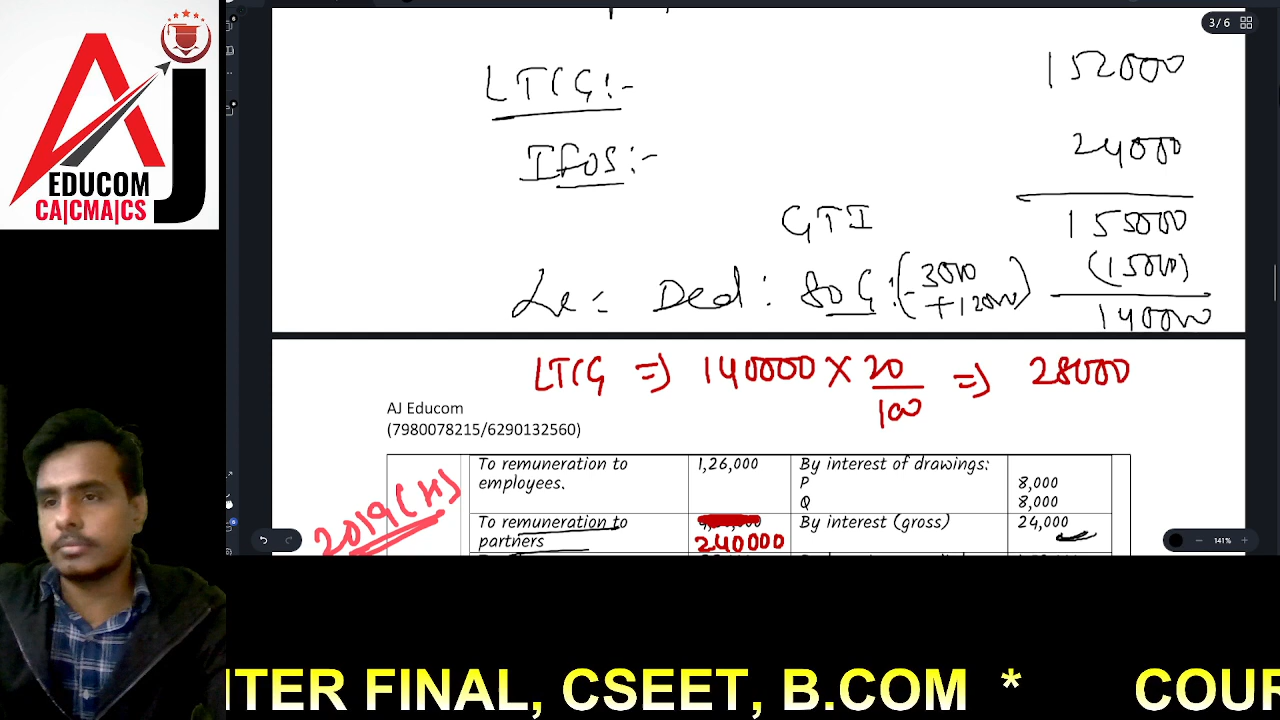 3/6
AJ
EDUCOM
CA|CMA|CS
LTCG:- 152000
IFOS:- 24000
GTI 155000
Ded: 80G: (-3000 +12000) (15000)
140000
LTCG => 140000 X 20/100 => 28000
AJ Educom
(7980078215/6290132560)
2019(H)
To remuneration to employees. 1,26,000 By interest of drawings:
P 8,000
Q 8,000
To remuneration to partners 240000 By interest (gross) 24,000
141%
NTER FINAL, CSEET, B.COM * COUR